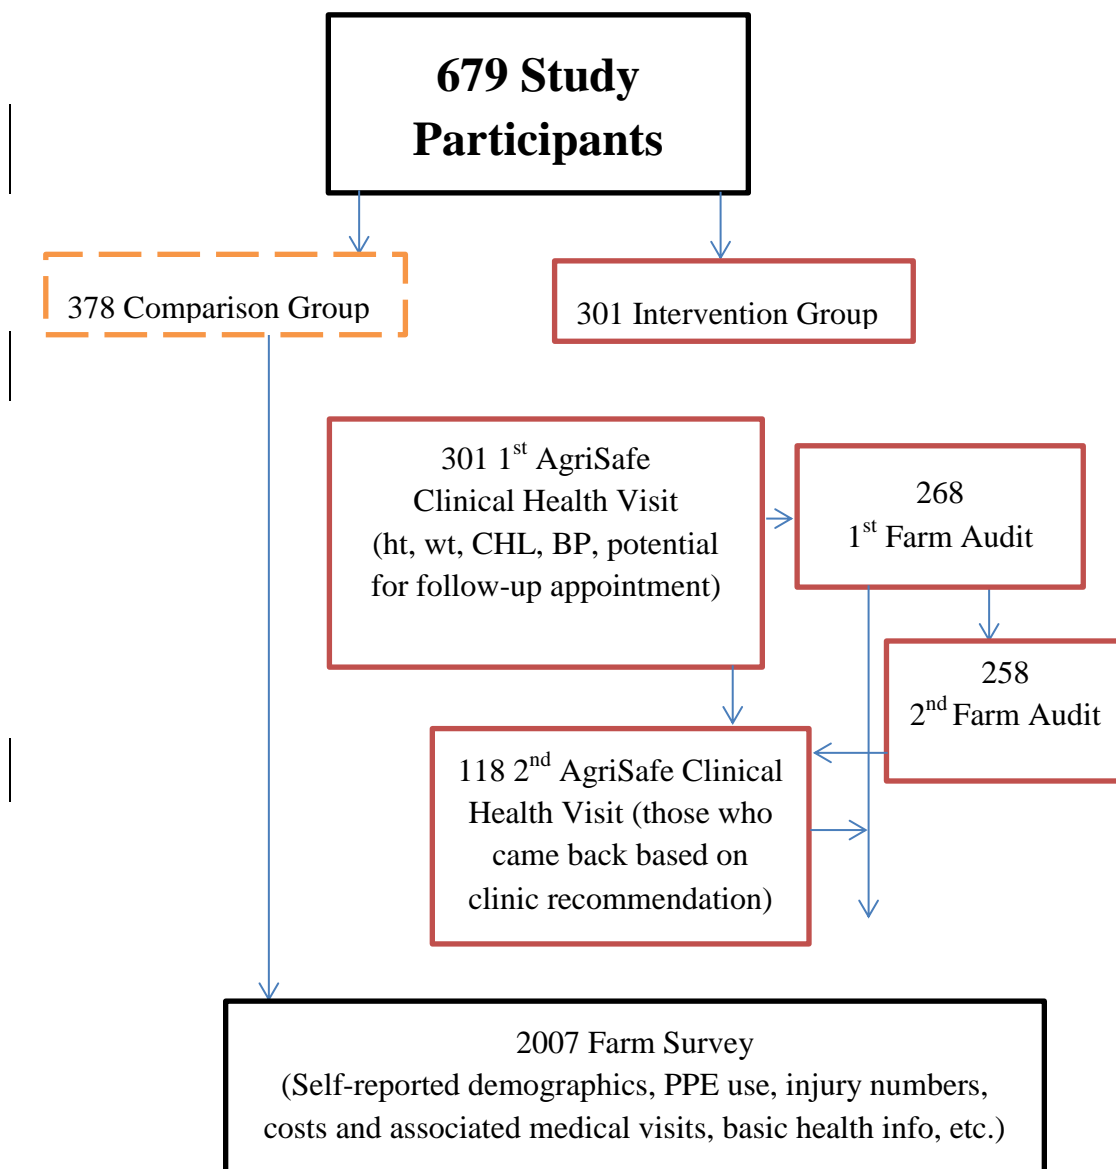 679 Study
Participants
378 Comparison Group
301 Intervention Group
301 1st AgriSafe
Clinical Health Visit
(ht, wt, CHL, BP, potential
for follow-up appointment)
268
1st Farm Audit
258
2nd Farm Audit
118 2nd AgriSafe Clinical
Health Visit (those who
came back based on
clinic recommendation)
2007 Farm Survey
(Self-reported demographics, PPE use, injury numbers,
costs and associated medical visits, basic health info, etc.)